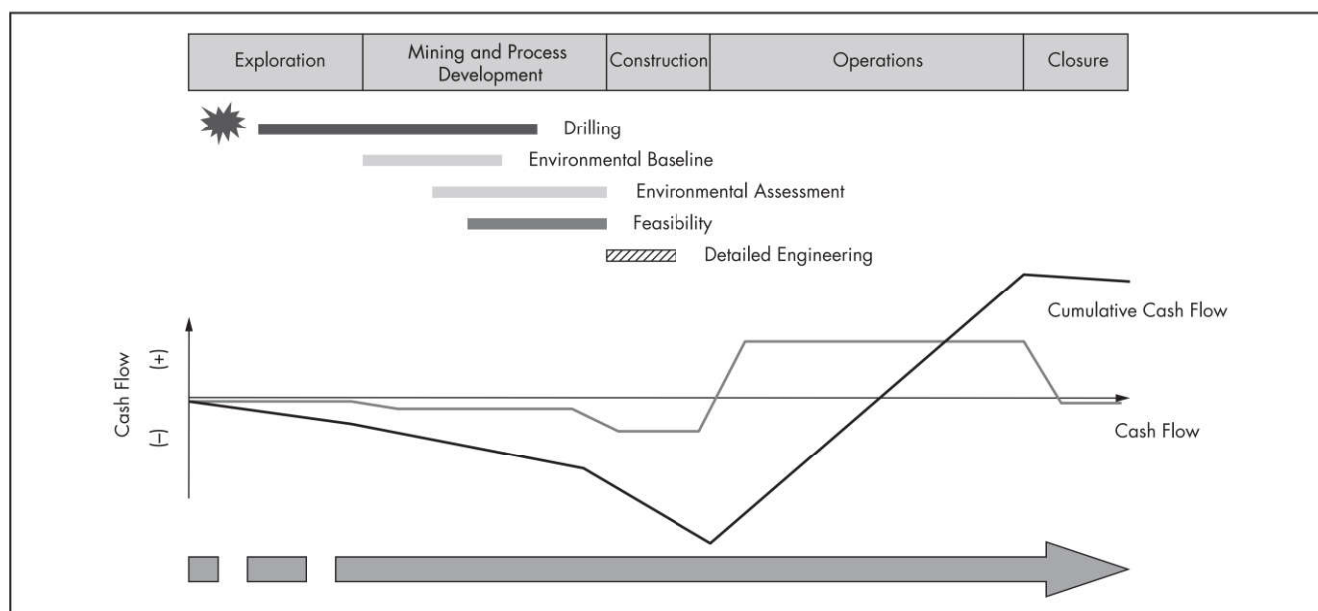 Exploration
Mining and Process
Development
Construction
Operations
Closure
Drilling
Environmental Baseline
Environmental Assessment
Feasibility
Detailed Engineering
Cumulative Cash Flow
Cash Flow
(+)
(–)
Cash Flow